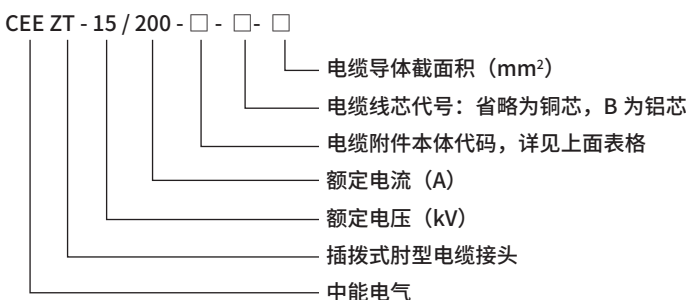 CEE ZT - 15 / 200 - □ - □- □
电缆导体截面积（mm²）
电缆线芯代号：省略为铜芯，B 为铝芯
电缆附件本体代码，详见上面表格
额定电流（A）
额定电压（kV）
插拨式肘型电缆接头
中能电气